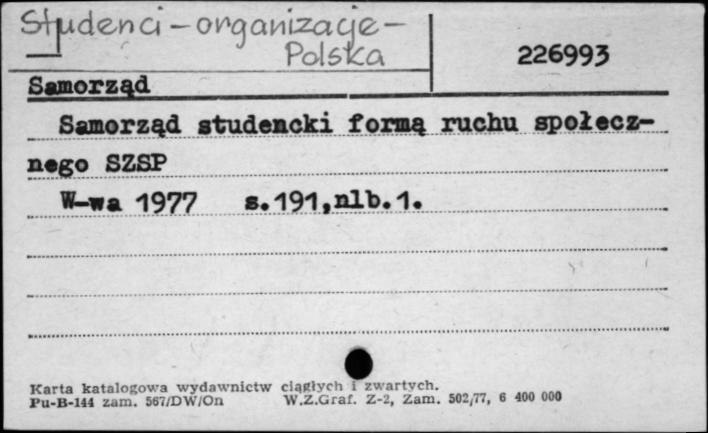 Studenci – organizacje –
Polska
226993
Samorząd
Samorząd studencki formą ruchu społecz-
nego SZSP
W-wa 1977 s.191,nlb.1.
Karta katalogowa wydawnictw ciągłych i zwartych.
Pu-B-144 zam. 567/DW/On W.Z.Graf. Z-2, Zam. 502/77, 6 400 000